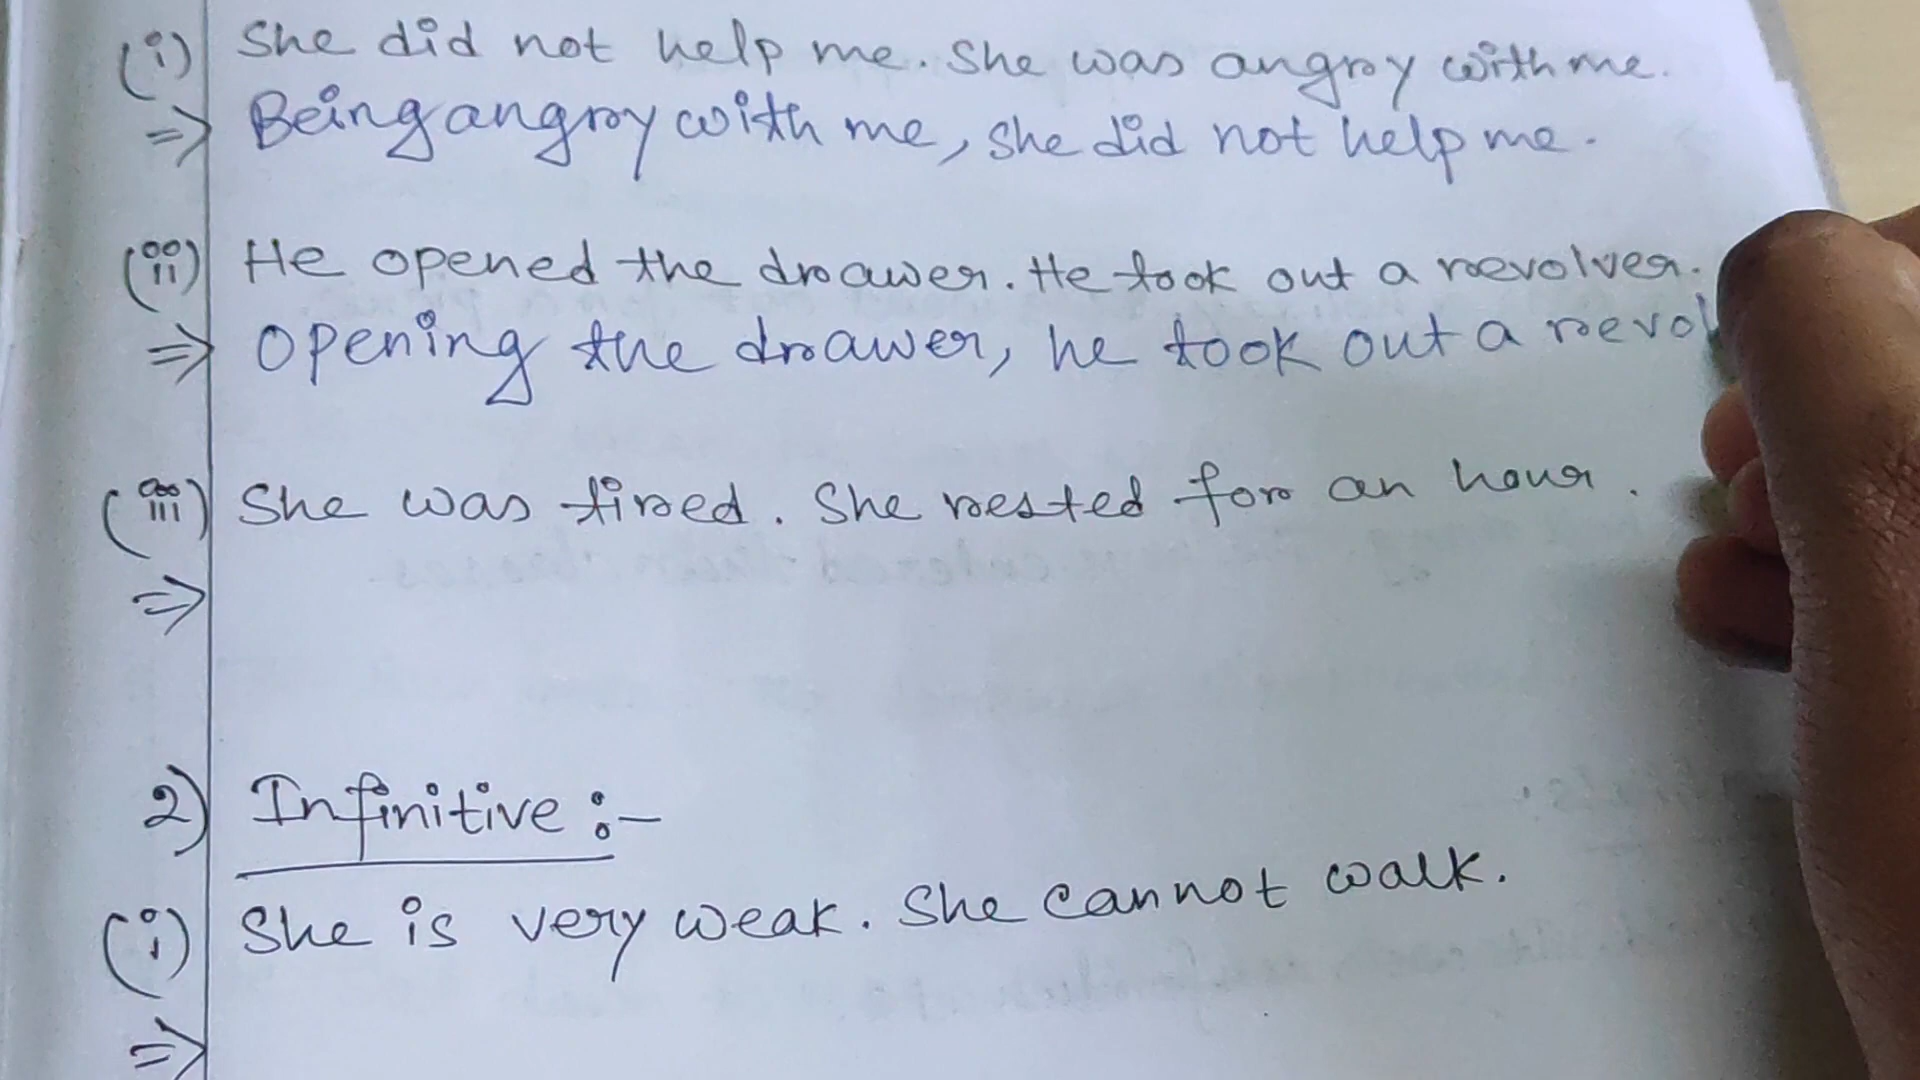 (i) She did not help me. She was angry with me.
=> Being angry with me, she did not help me.
(ii) He opened the drawer. He took out a revolver.
=> Opening the drawer, he took out a revol
(iii) She was tired. She rested for an hour.
=>
2) Infinitive :-
(i) She is very weak. She cannot walk.
=>